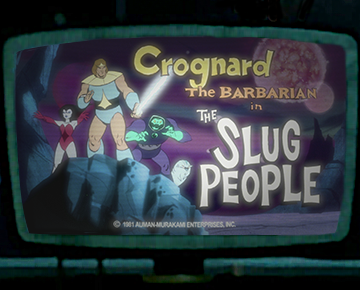 Crognard
The BARBARIAN
in
THE
SLUG
PEOPLE
© 1981 AUMAN-MURAKAMI ENTERPRISES, INC.